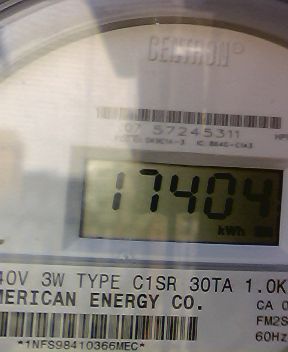 CENTRON®
07 57245311
17404
kWh
40V 3W TYPE C1SR 30TA 1.0K
MERICAN ENERGY CO.
CA 0
FM2S
60Hz
*1NFS98410366MEC*